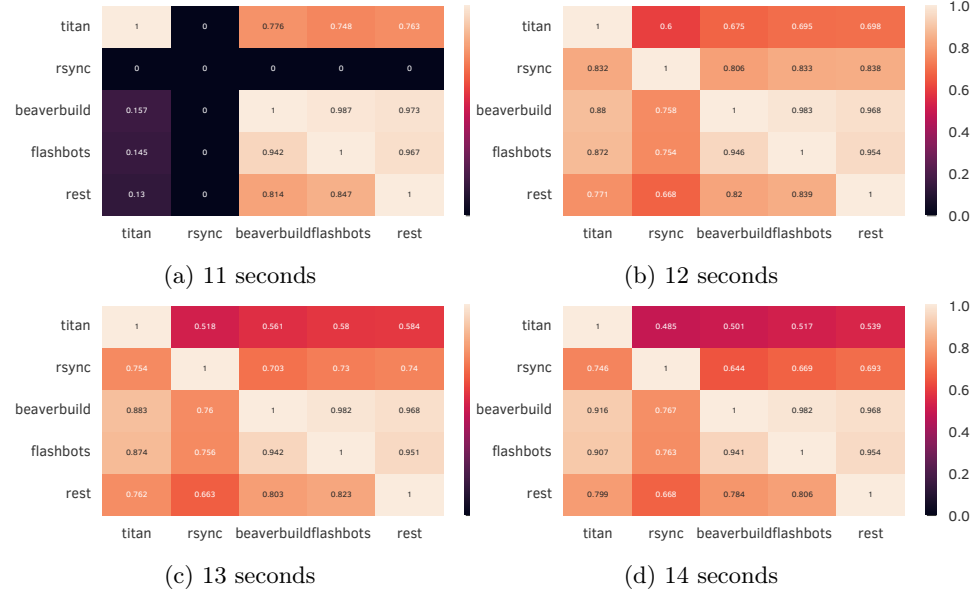 titan 1 0 0.776 0.748 0.763 1.0
rsync 0 0 0 0 0 0.8
beaverbuild 0.157 0 1 0.987 0.973 0.6
flashbots 0.145 0 0.942 1 0.967 0.4
rest 0.13 0 0.814 0.847 1 0.2
0.0
titan rsync beaverbuild flashbots rest
(a) 11 seconds
titan 1 0.6 0.675 0.695 0.698
rsync 0.832 1 0.806 0.833 0.838
beaverbuild 0.88 0.758 1 0.983 0.968
flashbots 0.872 0.754 0.946 1 0.954
rest 0.771 0.668 0.82 0.839 1
titan rsync beaverbuild flashbots rest
(b) 12 seconds
titan 1 0.518 0.561 0.58 0.584 1.0
rsync 0.754 1 0.703 0.73 0.74 0.8
beaverbuild 0.883 0.76 1 0.982 0.968 0.6
flashbots 0.874 0.756 0.942 1 0.951 0.4
rest 0.762 0.663 0.803 0.823 1 0.2
0.0
titan rsync beaverbuild flashbots rest
(c) 13 seconds
titan 1 0.485 0.501 0.517 0.539
rsync 0.746 1 0.644 0.669 0.693
beaverbuild 0.916 0.767 1 0.982 0.968
flashbots 0.907 0.763 0.941 1 0.954
rest 0.799 0.668 0.784 0.806 1
titan rsync beaverbuild flashbots rest
(d) 14 seconds